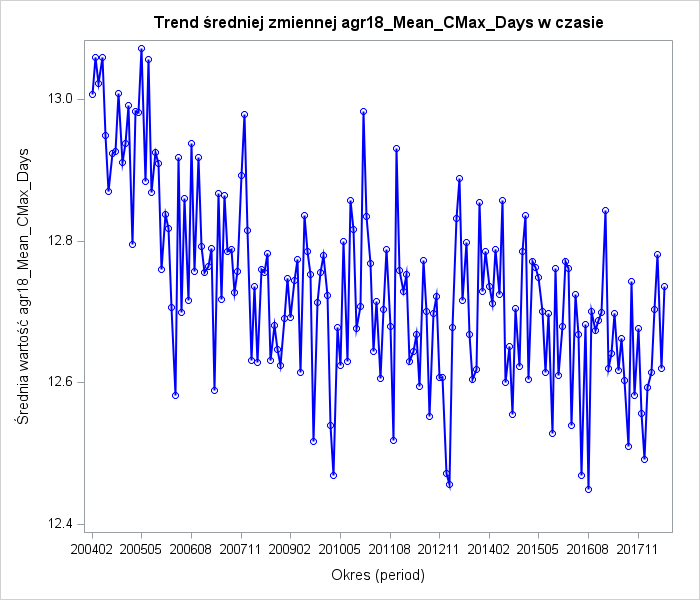 Trend średniej zmiennej agr18_Mean_CMax_Days w czasie
Średnia wartość agr18_Mean_CMax_Days
13.0
12.8
12.6
12.4
200402 200505 200608 200711 200902 201005 201108 201211 201402 201505 201608 201711
Okres (period)